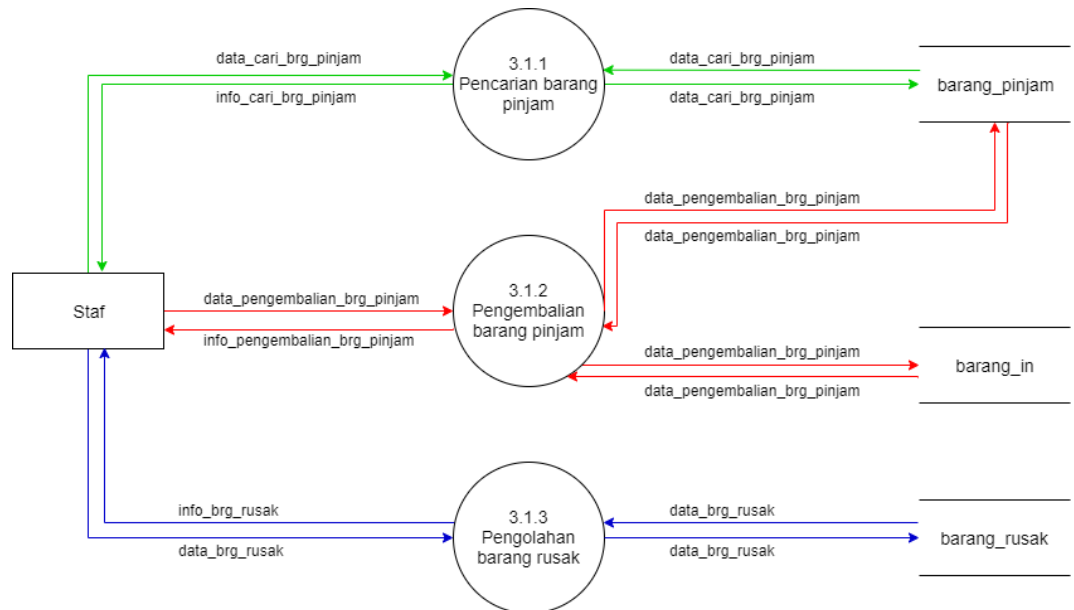 data_cari_brg_pinjam
info_cari_brg_pinjam
3.1.1
Pencarian barang
pinjam
data_cari_brg_pinjam
data_cari_brg_pinjam
barang_pinjam
data_pengembalian_brg_pinjam
data_pengembalian_brg_pinjam
Staf
data_pengembalian_brg_pinjam
info_pengembalian_brg_pinjam
3.1.2
Pengembalian
barang pinjam
data_pengembalian_brg_pinjam
data_pengembalian_brg_pinjam
barang_in
info_brg_rusak
data_brg_rusak
3.1.3
Pengolahan
barang rusak
data_brg_rusak
data_brg_rusak
barang_rusak